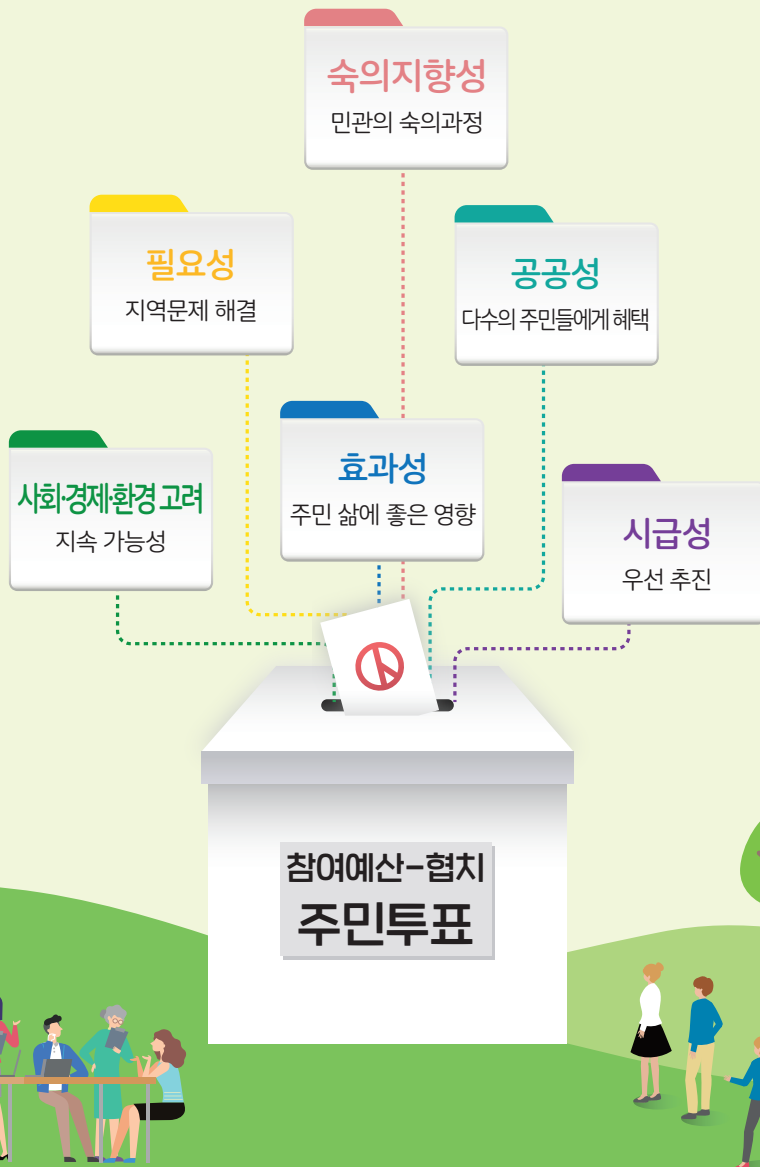 숙의지향성
민관의 숙의과정
필요성
지역문제 해결
공공성
다수의 주민들에게 혜택
사회·경제·환경 고려
지속 가능성
효과성
주민 삶에 좋은 영향
시급성
우선 추진
참여예산-협치
주민투표